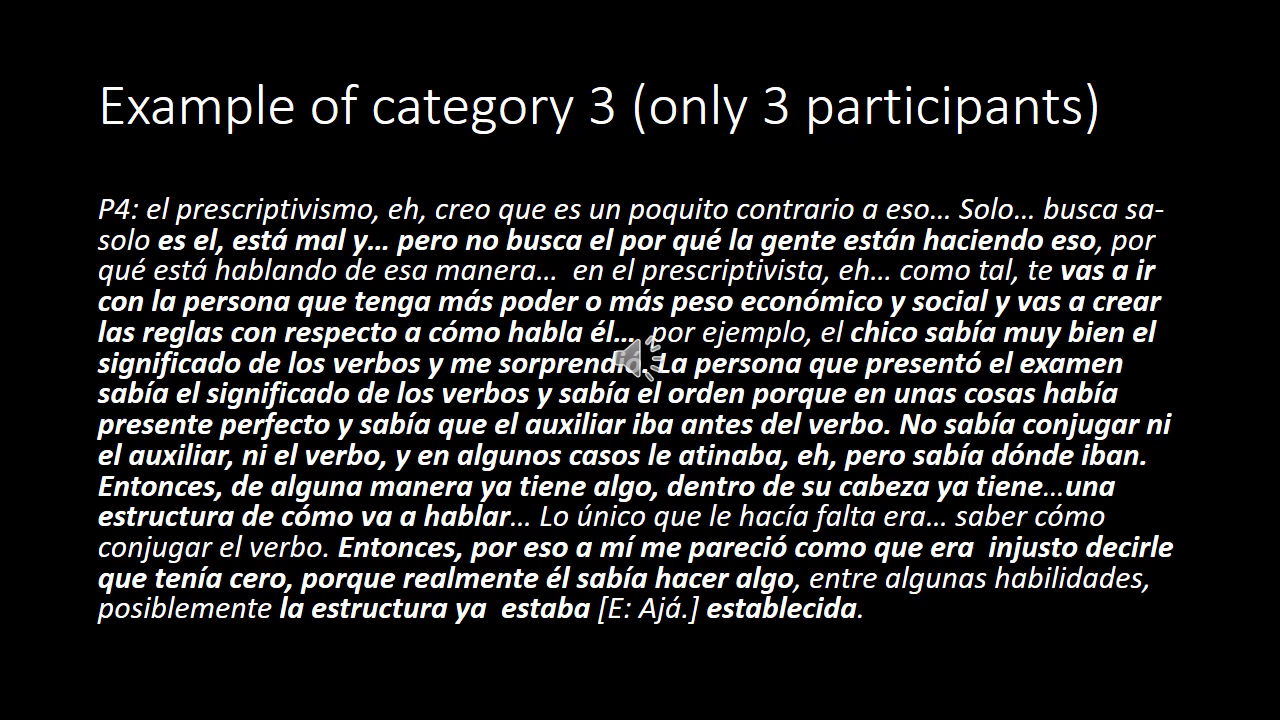 Example of category 3 (only 3 participants)
P4: el prescriptivismo, eh, creo que es un poquito contrario a eso… Solo… busca sa-
solo es el, está mal y… pero no busca el por qué la gente están haciendo eso, por
qué está hablando de esa manera… en el prescriptivista, eh… como tal, te vas a ir
con la persona que tenga más poder o más peso económico y social y vas a crear
las reglas con respecto a cómo habla él… por ejemplo, el chico sabía muy bien el
significado de los verbos y me sorprendió. La persona que presentó el examen
sabía el significado de los verbos y sabía el orden porque en unas cosas había
presente perfecto y sabía que el auxiliar iba antes del verbo. No sabía conjugar ni
el auxiliar, ni el verbo, y en algunos casos le atinaba, eh, pero sabía dónde iban.
Entonces, de alguna manera ya tiene algo, dentro de su cabeza ya tiene…una
estructura de cómo va a hablar… Lo único que le hacía falta era… saber cómo
conjugar el verbo. Entonces, por eso a mí me pareció como que era injusto decirle
que tenía cero, porque realmente él sabía hacer algo, entre algunas habilidades,
posiblemente la estructura ya estaba [E: Ajá.] establecida.